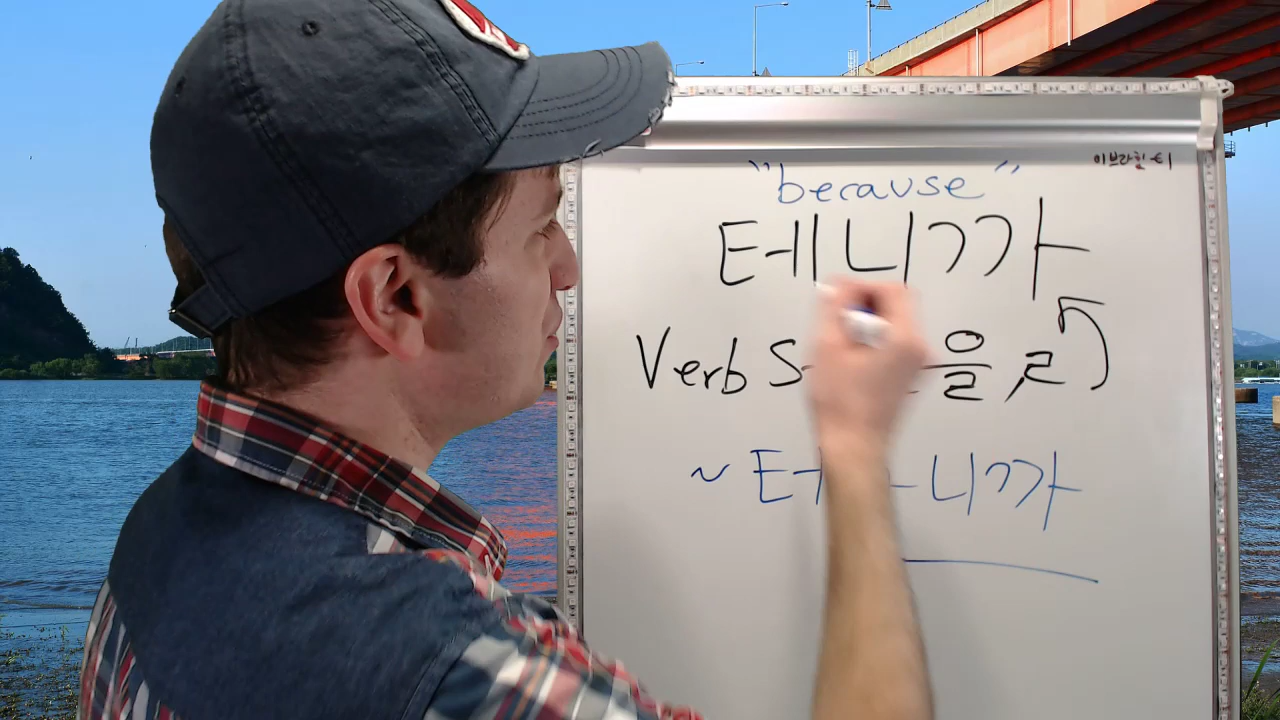 "because"
테니까
Verb 을, ㄹ
~ 니까